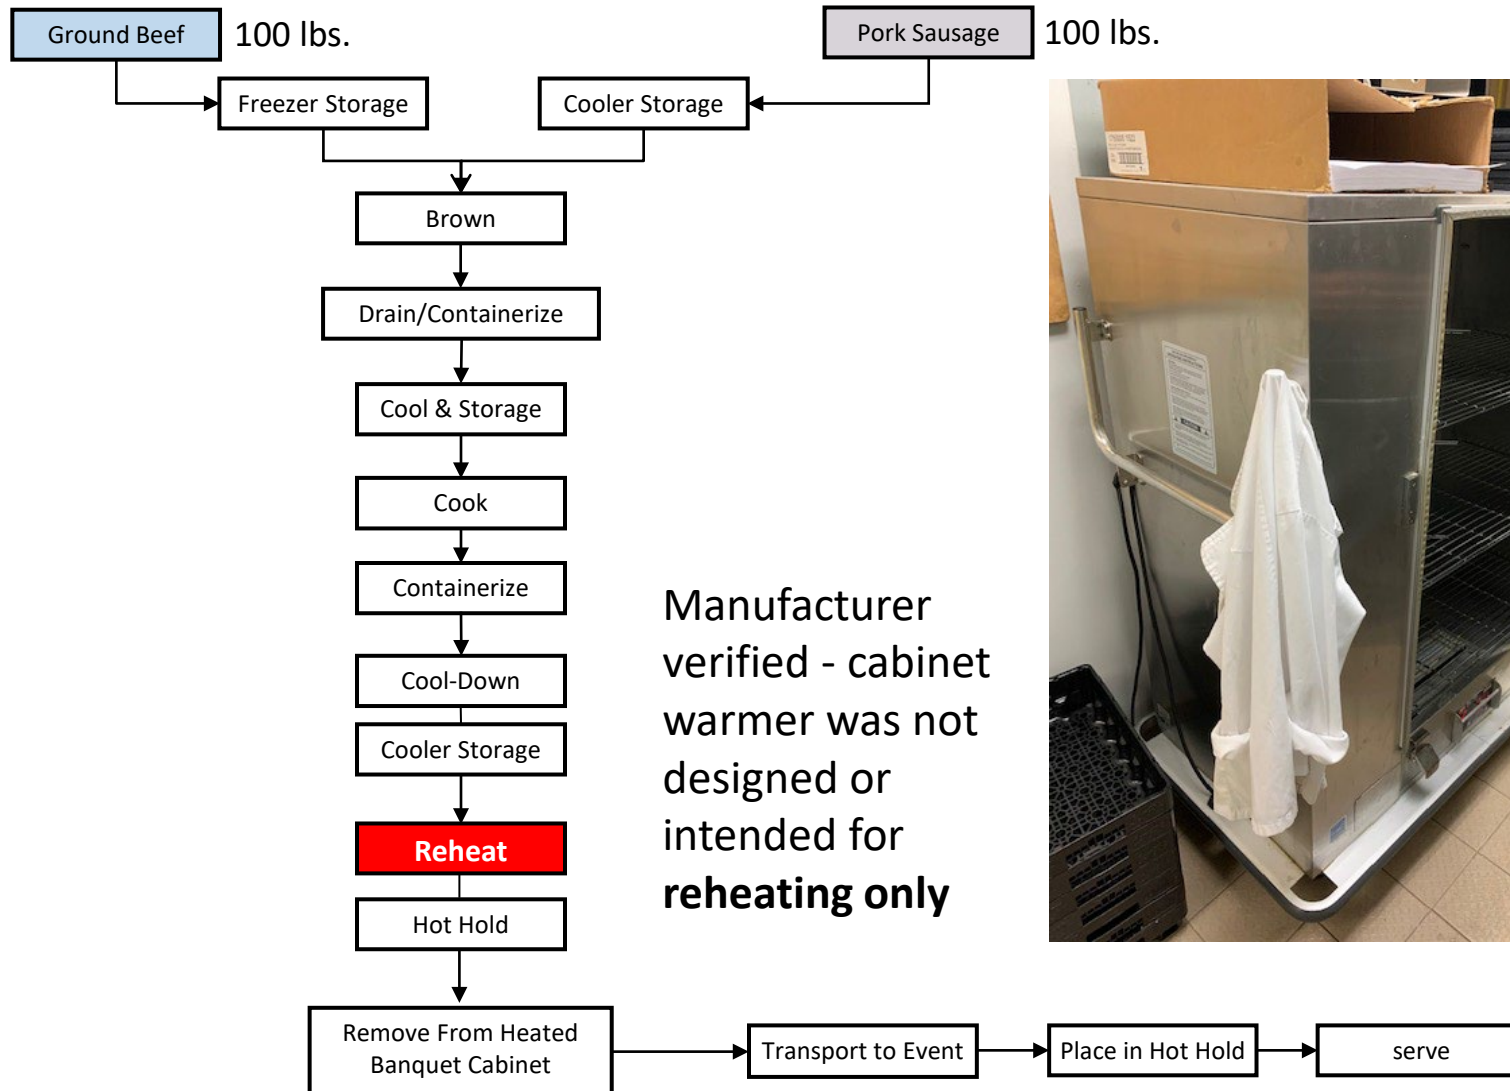 Ground Beef
100 lbs.
Pork Sausage
100 lbs.
Freezer Storage
Cooler Storage
Brown
Drain/Containerize
Cool & Storage
Cook
Containerize
Cool-Down
Cooler Storage
Reheat
Hot Hold
Manufacturer
verified - cabinet
warmer was not
designed or
intended for
reheating only
Remove From Heated
Banquet Cabinet
Transport to Event
Place in Hot Hold
serve